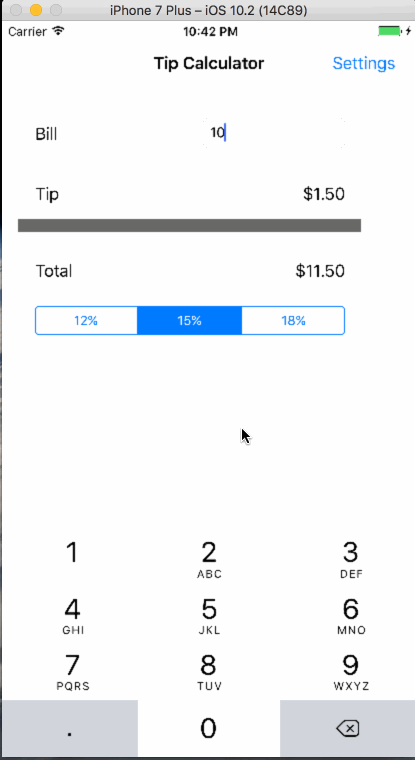 iPhone 7 Plus – iOS 10.2 (14C89)
Carrier 10:42 PM
Tip Calculator Settings
Bill 10
Tip $1.50
Total $11.50
12% 15% 18%
1 2 3
ABC DEF
4 5 6
GHI JKL MNO
7 8 9
PQRS TUV WXYZ
. 0